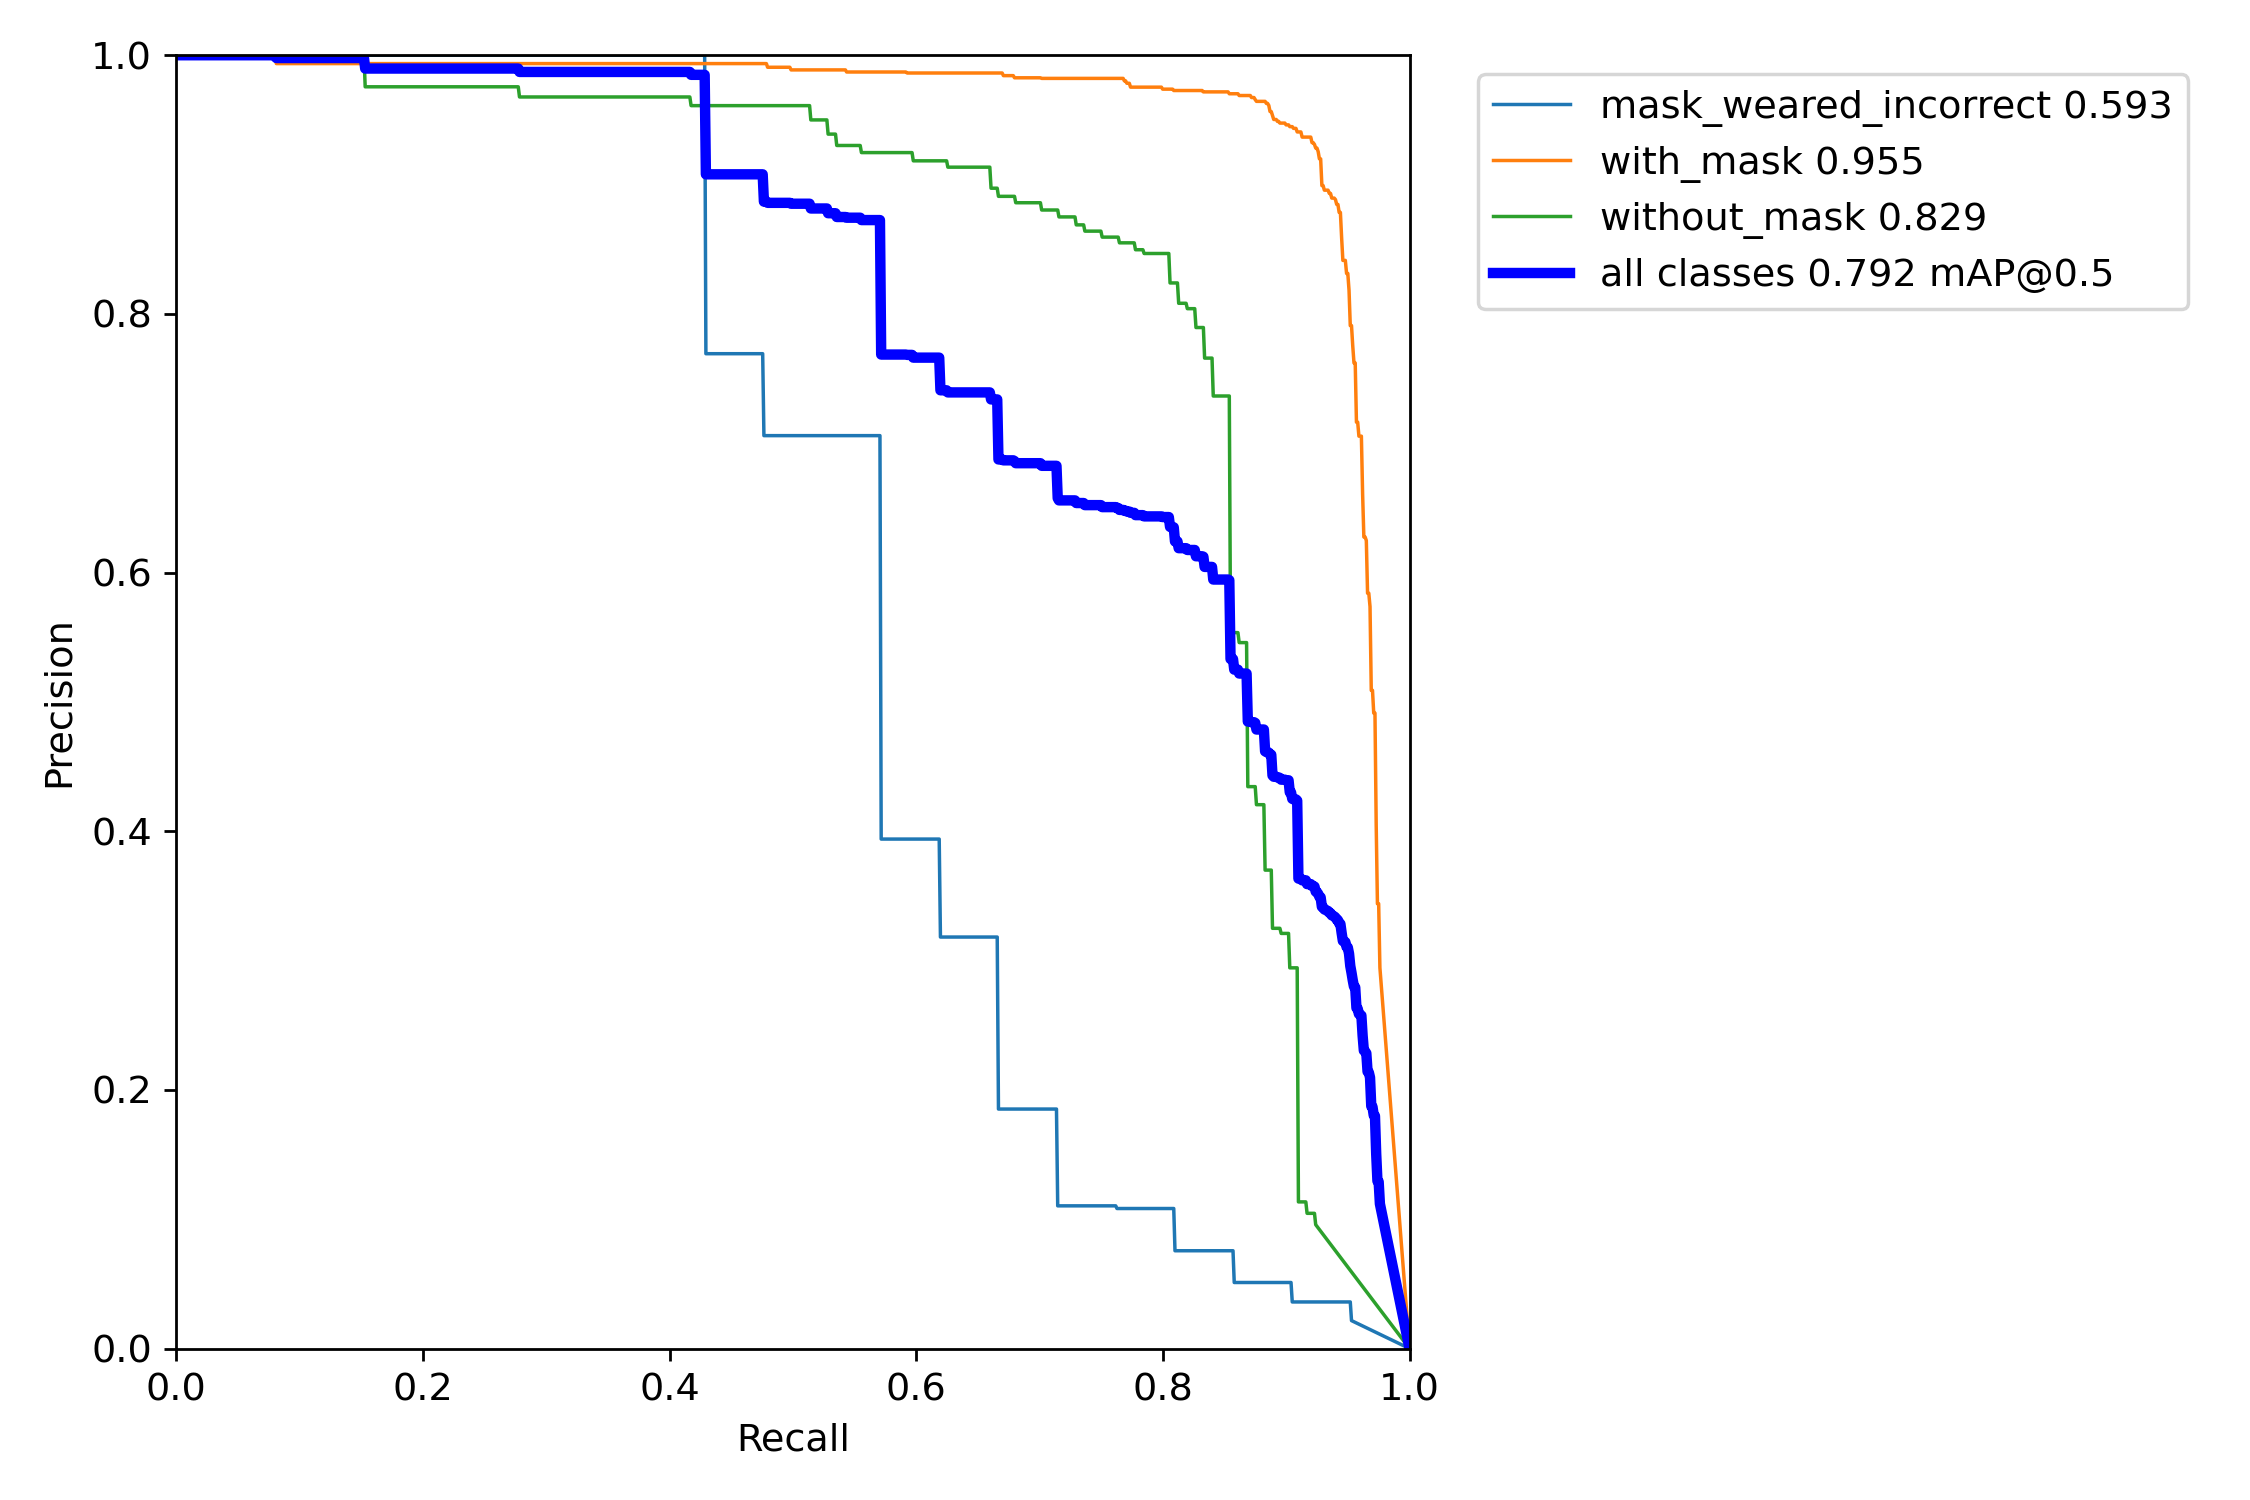 1.0
0.8
0.6
0.4
0.2
0.0
Precision
0.0 0.2 0.4 0.6 0.8 1.0
Recall
mask_weared_incorrect 0.593
with_mask 0.955
without_mask 0.829
all classes 0.792 mAP@0.5